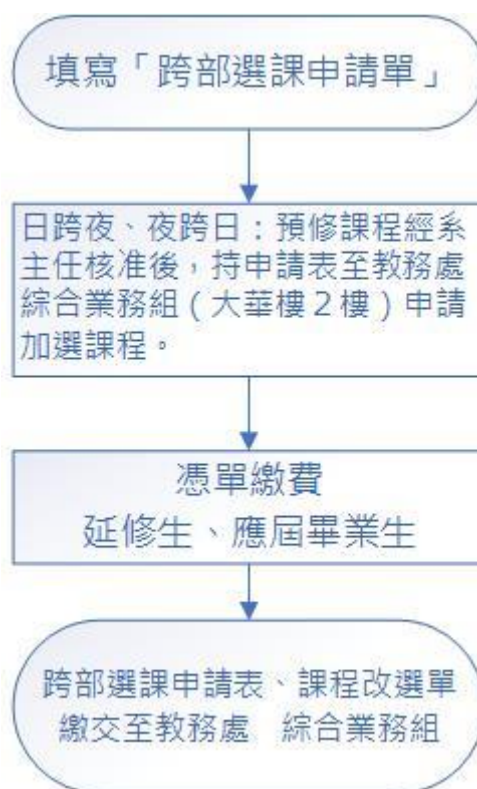 填寫「跨部選課申請單」
日跨夜、夜跨日：預修課程經系
主任核准後，持申請表至教務處
綜合業務組（大華樓２樓）申請
加選課程。
憑單繳費
延修生、應屆畢業生
跨部選課申請表、課程改選單
繳交至教務處　綜合業務組